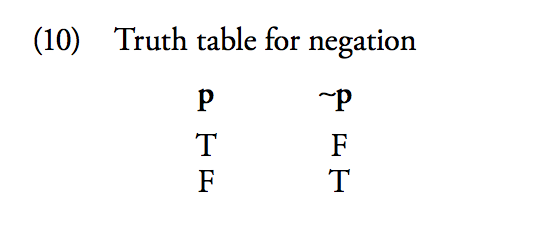 (10) Truth table for negation
p ~p
T F
F T